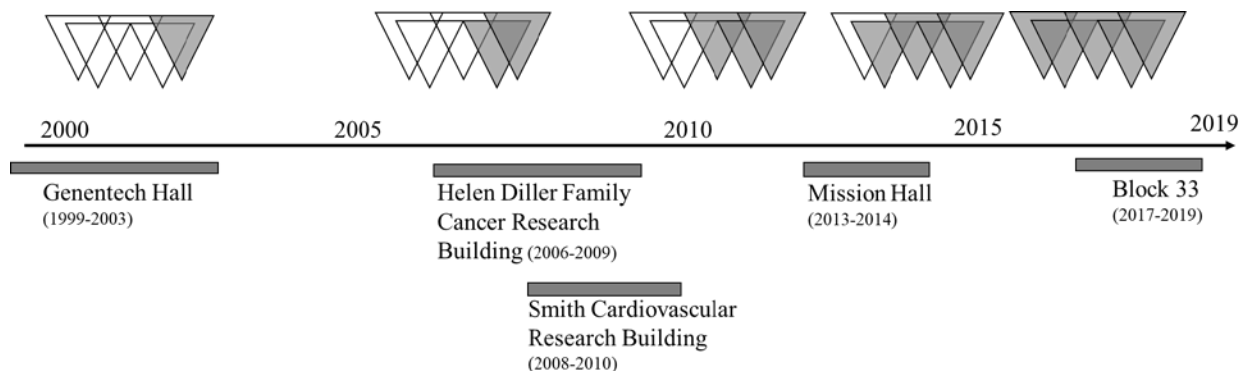 2000
2005
2010
2015
2019
Genentech Hall
(1999-2003)
Helen Diller Family
Cancer Research
Building (2006-2009)
Smith Cardiovascular
Research Building
(2008-2010)
Mission Hall
(2013-2014)
Block 33
(2017-2019)